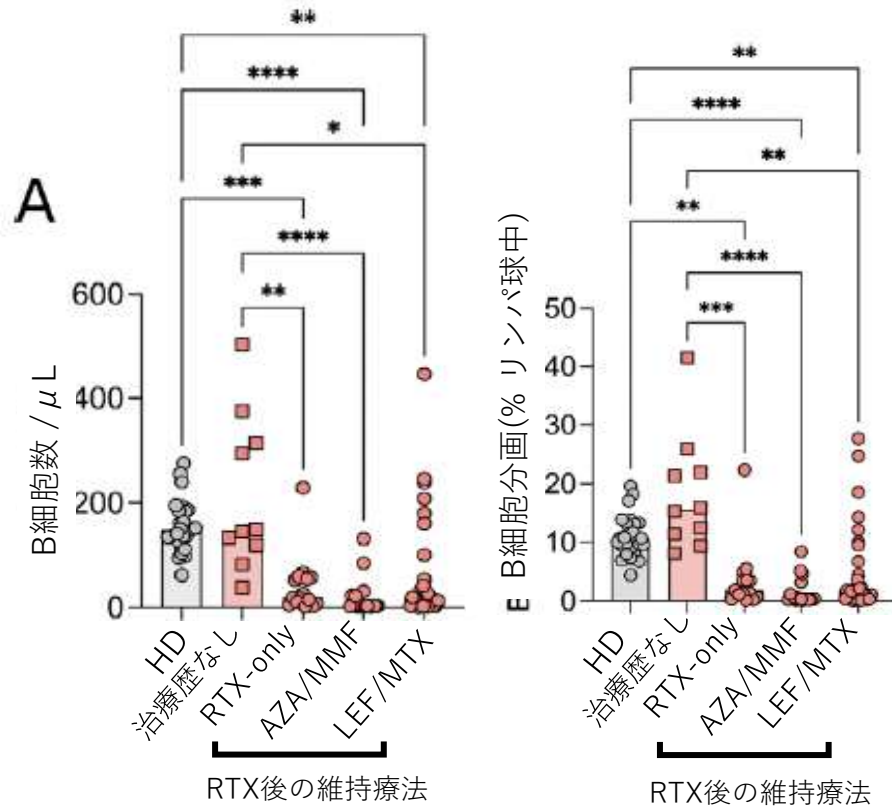 A
B細胞数 /μL
**
****
*
***
****
**
600
400
200
0
HD
治療歴なし
RTX-only
AZA/MMF
LEF/MTX
RTX後の維持療法
E
B細胞分画(% リンパ球中)
**
****
**
**
****
***
50
40
30
20
10
0
HD
治療歴なし
RTX-only
AZA/MMF
LEF/MTX
RTX後の維持療法